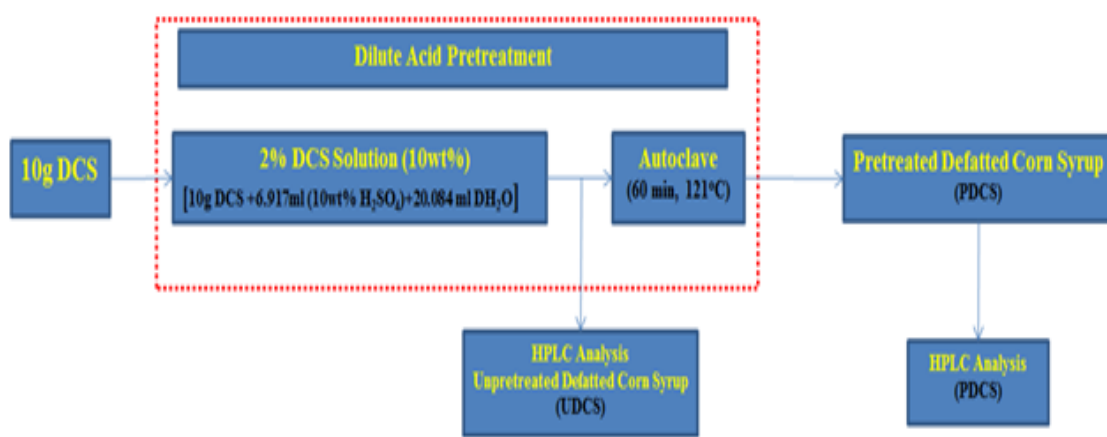 Dilute Acid Pretreatment
10g DCS
2% DCS Solution (10wt%)
[10g DCS +6.917ml (10wt% H₂SO₄)+20.084 ml DH₂O]
Autoclave
(60 min, 121⁰C)
Pretreated Defatted Corn Syrup
(PDCS)
HPLC Analysis
Unpretreated Defatted Corn Syrup
(UDCS)
HPLC Analysis
(PDCS)